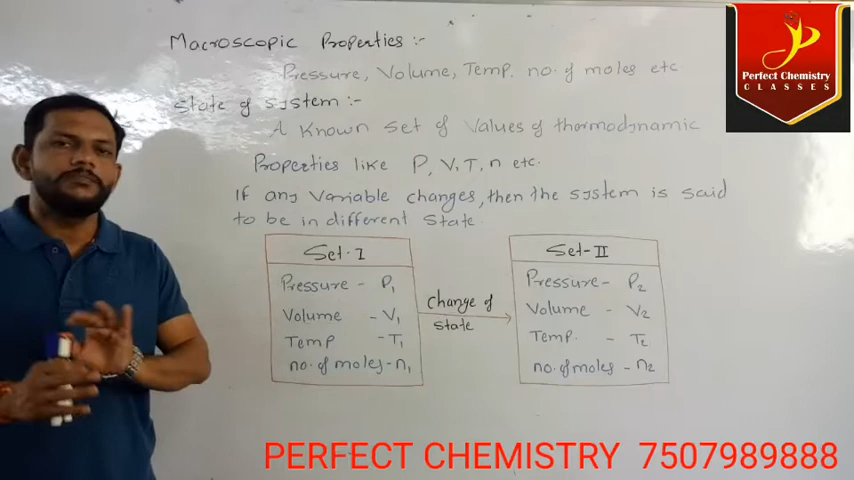 Macroscopic Properties :-
Pressure, Volume, Temp. no. of moles etc
State of system :-
A Known set of Values of thermodynamic
Properties like P, V, T, n etc.
If any Variable changes, then the system is said
to be in different state.
Set-I
Pressure - P₁
Volume - V₁
Temp - T₁
no. of moles - n₁
change of
state
Set-II
Pressure - P₂
Volume - V₂
Temp. - T₂
no. of moles - n₂
Perfect Chemistry
CLASSES
PERFECT CHEMISTRY 7507989888